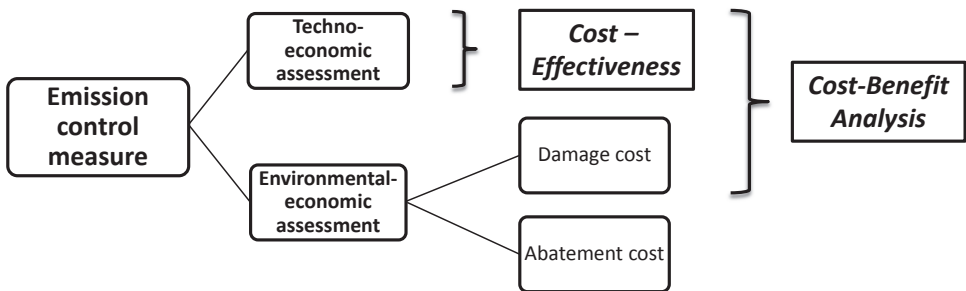 Emission
control
measure
Techno-
economic
assessment
Cost –
Effectiveness
Cost-Benefit
Analysis
Environmental-
economic
assessment
Damage cost
Abatement cost